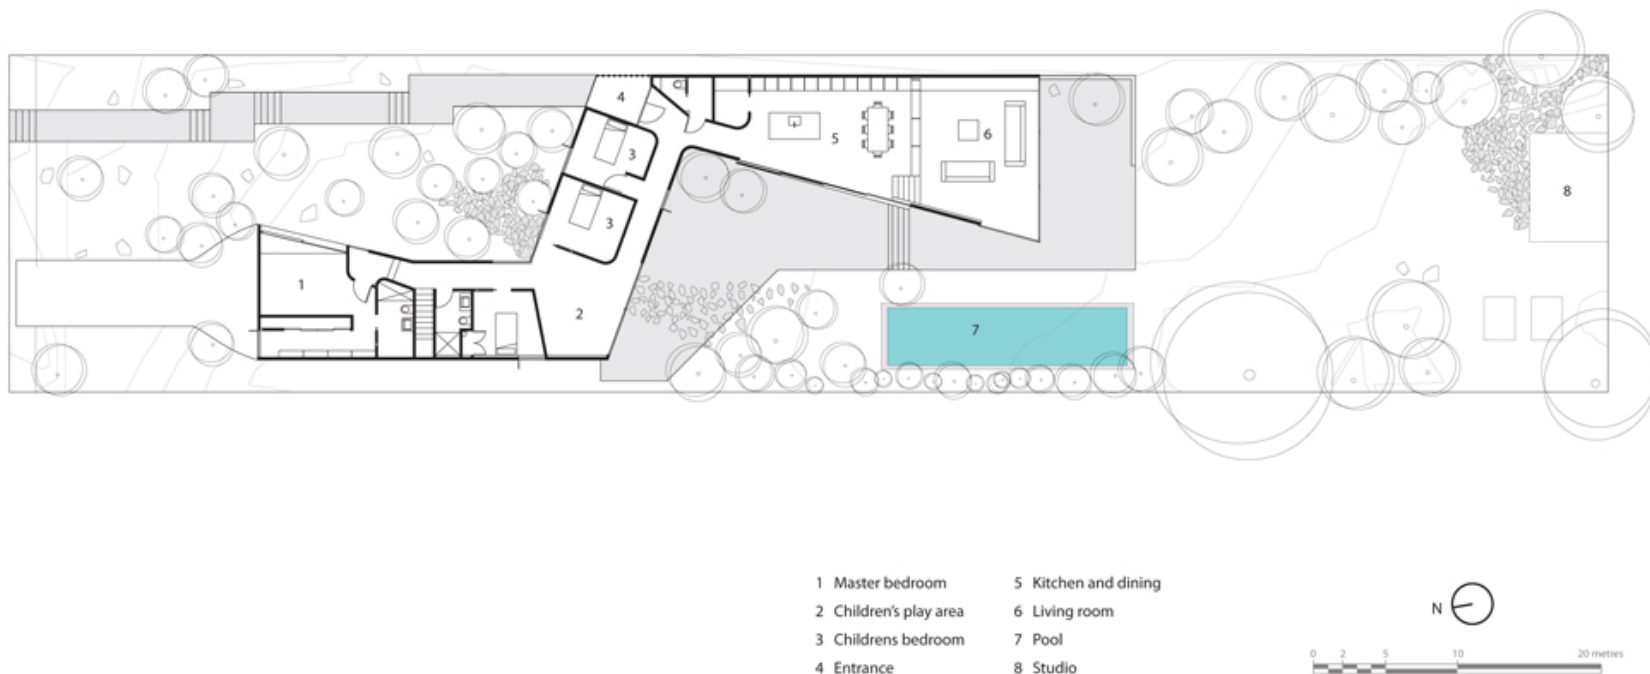 4
5
6
3
3
8
1
2
7
1 Master bedroom
2 Children's play area
3 Childrens bedroom
4 Entrance
5 Kitchen and dining
6 Living room
7 Pool
8 Studio
N
0 2 5 10 20 metres